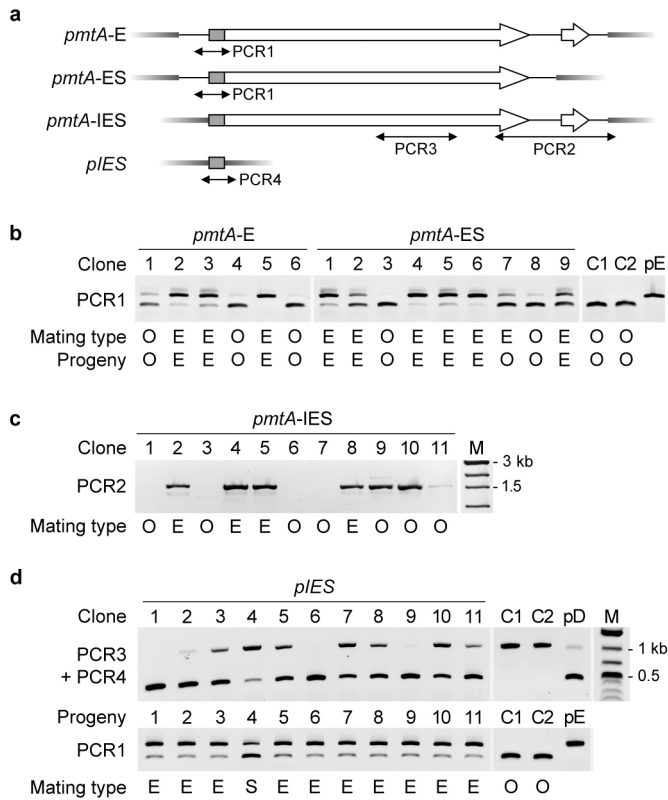 a
pmtA-E
PCR1
pmtA-ES
PCR1
pmtA-IES
PCR3 PCR2
pIES
PCR4
b
pmtA-E pmtA-ES
Clone 1 2 3 4 5 6 1 2 3 4 5 6 7 8 9 C1 C2 pE
PCR1
Mating type O E E O E O E E O E E E E O E O O
Progeny O E E O E O E E O E E E O O E O O
c
pmtA-IES
Clone 1 2 3 4 5 6 7 8 9 10 11 M
- 3 kb
PCR2 - 1.5
Mating type O E O E E O O E O O O
d
pIES
Clone 1 2 3 4 5 6 7 8 9 10 11 C1 C2 pD M
PCR3 - 1 kb
+ PCR4 - 0.5
Progeny 1 2 3 4 5 6 7 8 9 10 11 C1 C2 pE
PCR1
Mating type E E E S E E E E E E E O O